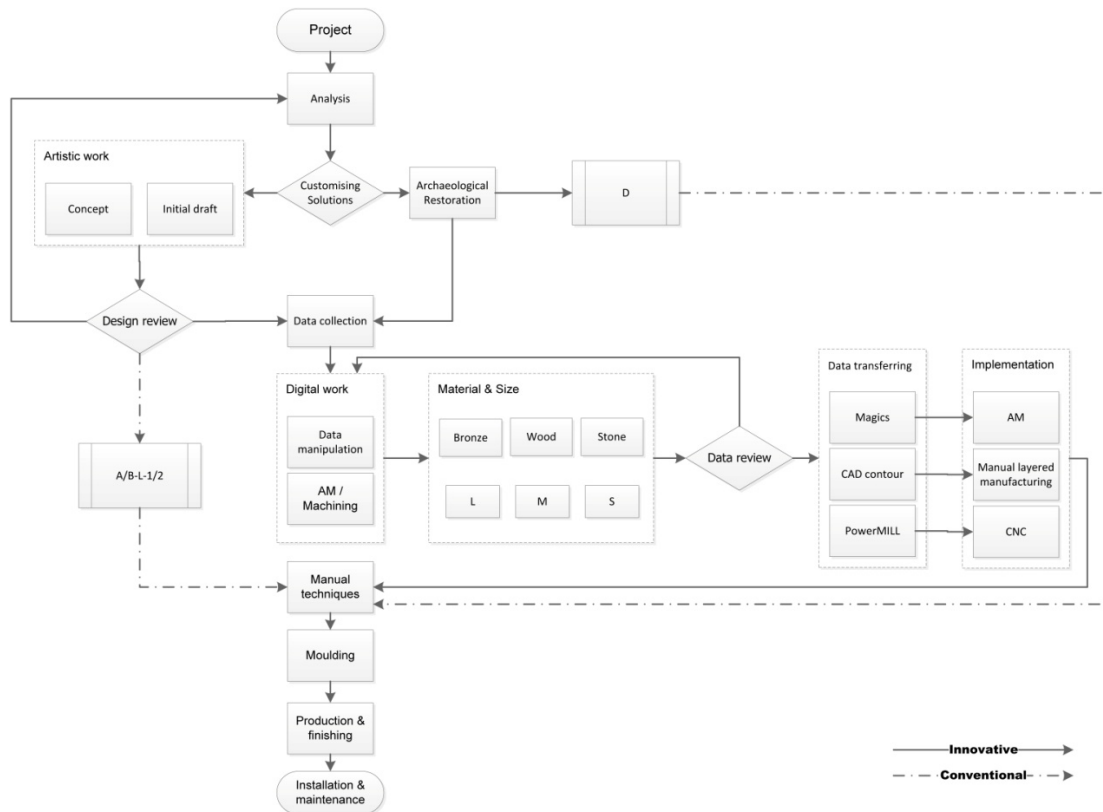 Project
Analysis
Artistic work
Concept
Initial draft
Customising
Solutions
Archaeological
Restoration
D
Design review
Data collection
Digital work
Data
manipulation
AM /
Machining
Material & Size
Bronze
Wood
Stone
L
M
S
Data review
Data transferring
Magics
CAD contour
PowerMILL
Implementation
AM
Manual layered
manufacturing
CNC
A/B-L-1/2
Manual
techniques
Moulding
Production &
finishing
Installation &
maintenance
Innovative
Conventional